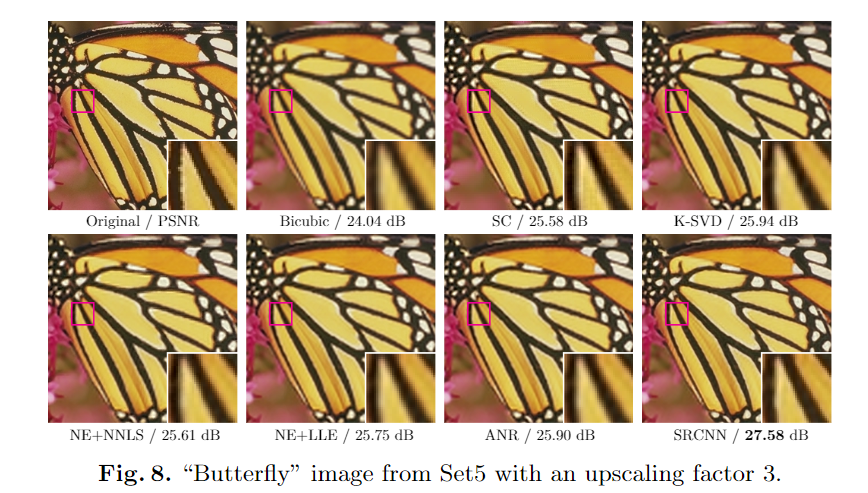 Original / PSNR
Bicubic / 24.04 dB
SC / 25.58 dB
K-SVD / 25.94 dB
NE+NNLS / 25.61 dB
NE+LLE / 25.75 dB
ANR / 25.90 dB
SRCNN / 27.58 dB
Fig. 8. “Butterfly” image from Set5 with an upscaling factor 3.